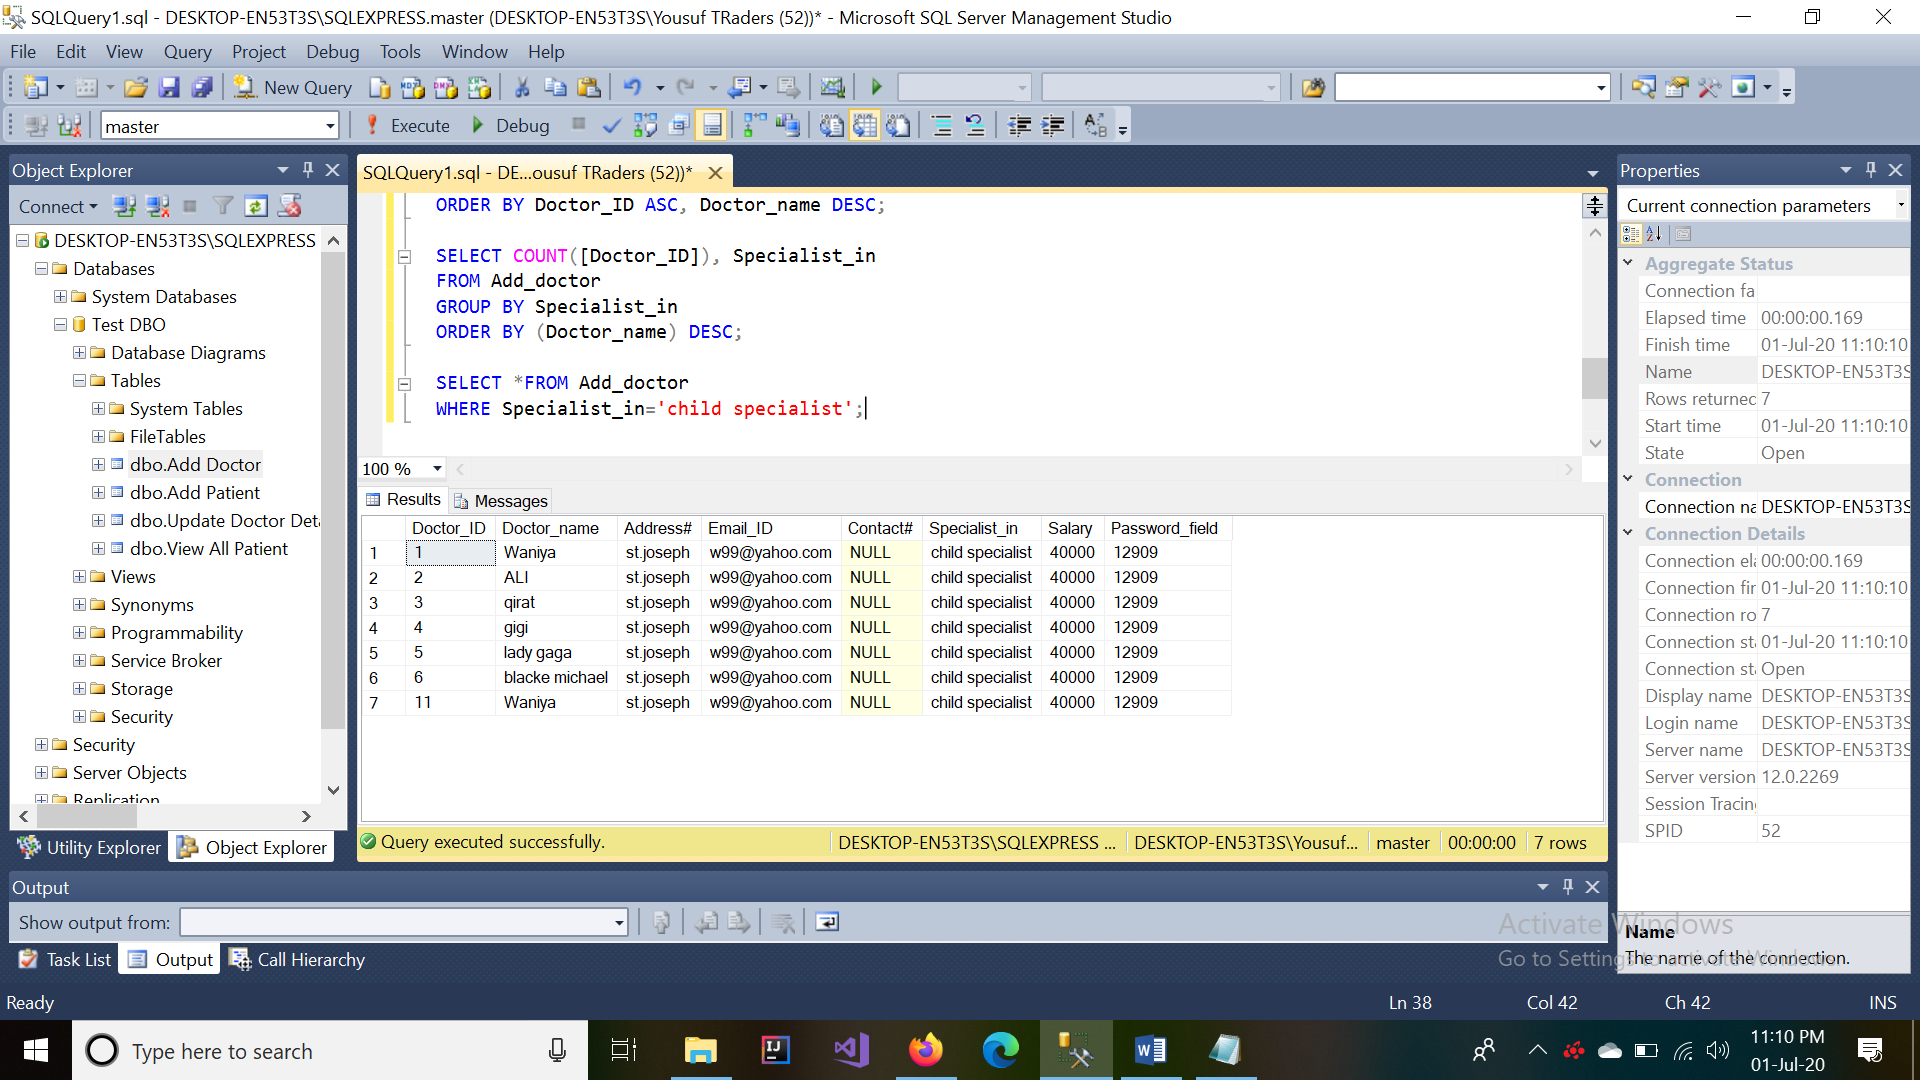 SQLQuery1.sql - DESKTOP-EN53T3S\SQLEXPRESS.master (DESKTOP-EN53T3S\Yousuf TRaders (52))* - Microsoft SQL Server Management Studio
File Edit View Query Project Debug Tools Window Help
New Query
master Execute Debug
Object Explorer
Connect
DESKTOP-EN53T3S\SQLEXPRESS
Databases
System Databases
Test DBO
Database Diagrams
Tables
System Tables
FileTables
dbo.Add Doctor
dbo.Add Patient
dbo.Update Doctor Deta
dbo.View All Patient
Views
Synonyms
Programmability
Service Broker
Storage
Security
Security
Server Objects
Replication
Utility Explorer Object Explorer
SQLQuery1.sql - DE...ousuf TRaders (52))*
ORDER BY Doctor_ID ASC, Doctor_name DESC;
SELECT COUNT([Doctor_ID]), Specialist_in
FROM Add_doctor
GROUP BY Specialist_in
ORDER BY (Doctor_name) DESC;
SELECT *FROM Add_doctor
WHERE Specialist_in='child specialist';
100 %
Results Messages
Doctor_ID Doctor_name Address# Email_ID Contact# Specialist_in Salary Password_field
1 1 Waniya st.joseph w99@yahoo.com NULL child specialist 40000 12909
2 2 ALI st.joseph w99@yahoo.com NULL child specialist 40000 12909
3 3 qirat st.joseph w99@yahoo.com NULL child specialist 40000 12909
4 4 gigi st.joseph w99@yahoo.com NULL child specialist 40000 12909
5 5 lady gaga st.joseph w99@yahoo.com NULL child specialist 40000 12909
6 6 blacke michael st.joseph w99@yahoo.com NULL child specialist 40000 12909
7 11 Waniya st.joseph w99@yahoo.com NULL child specialist 40000 12909
Query executed successfully. DESKTOP-EN53T3S\SQLEXPRESS ... DESKTOP-EN53T3S\Yousuf... master 00:00:00 7 rows
Properties
Current connection parameters
Aggregate Status
Connection fa
Elapsed time 00:00:00.169
Finish time 01-Jul-20 11:10:10
Name DESKTOP-EN53T3S
Rows returned 7
Start time 01-Jul-20 11:10:10
State Open
Connection
Connection na DESKTOP-EN53T3S
Connection Details
Connection ela 00:00:00.169
Connection fin 01-Jul-20 11:10:10
Connection ro 7
Connection sta 01-Jul-20 11:10:10
Connection sta Open
Display name DESKTOP-EN53T3S
Login name DESKTOP-EN53T3S
Server name DESKTOP-EN53T3S
Server version 12.0.2269
Session Tracin
SPID 52
Name
The name of the connection.
Output
Show output from:
Task List Output Call Hierarchy
Activate Windows
Go to Settings to activate Windows.
Ready Ln 38 Col 42 Ch 42 INS
Type here to search
11:10 PM
01-Jul-20